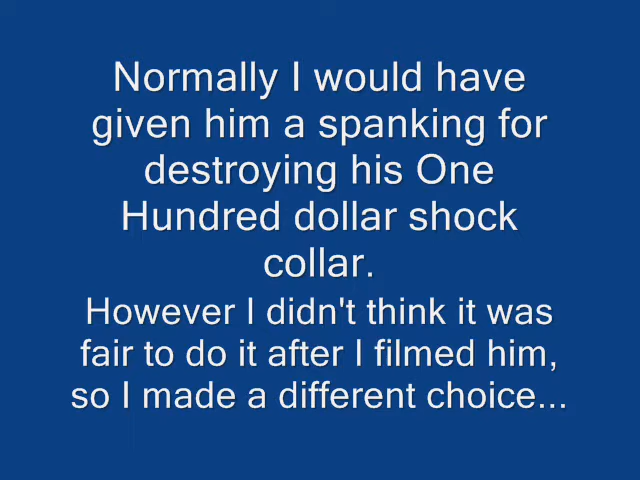 Normally I would have
given him a spanking for
destroying his One
Hundred dollar shock
collar.
However I didn't think it was
fair to do it after I filmed him,
so I made a different choice...